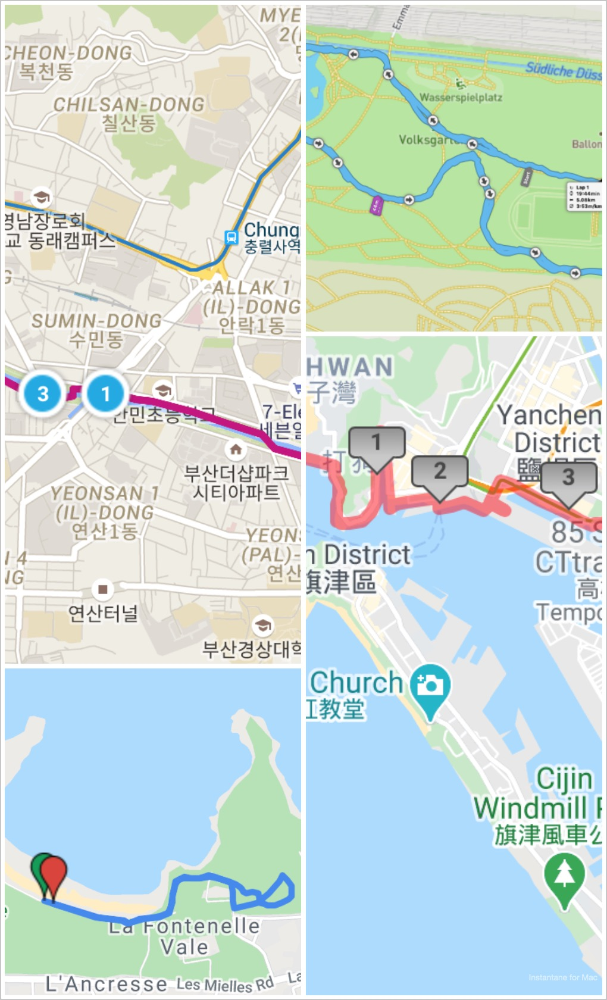 MYE
2(
CHEON-DONG
복천동
CHILSAN-DONG
칠산동
영남장로회
교 동래캠퍼스
Chung
충렬사역
G
ALLAK 1
(IL)-DONG
안락1동
SUMIN-DONG
수민동
3
1
안민초등학교
7-Ele
세븐일
부산더샵파크
시티아파트
YEONSAN 1
(IL)-DONG
연산1동
YEONS
(PAL)-
연산
N 4
NG
연산터널
부산경상대학
Emma
Südliche Düss
Wasserspielplatz
Volksgarte
Ballon
Start
Lap 1
19:44min
5.08km
3:53m/km
HWAN
子灣
打狗
1
2
3
Yanchen
District
鹽埕區
85 S
CTtra
高
Tempo
n District
旗津區
Church
江教堂
Cijin
Windmill P
旗津風車公
La Fontenelle
Vale
e
L'Ancresse
Les Mielles Rd
La
Instantane for Mac